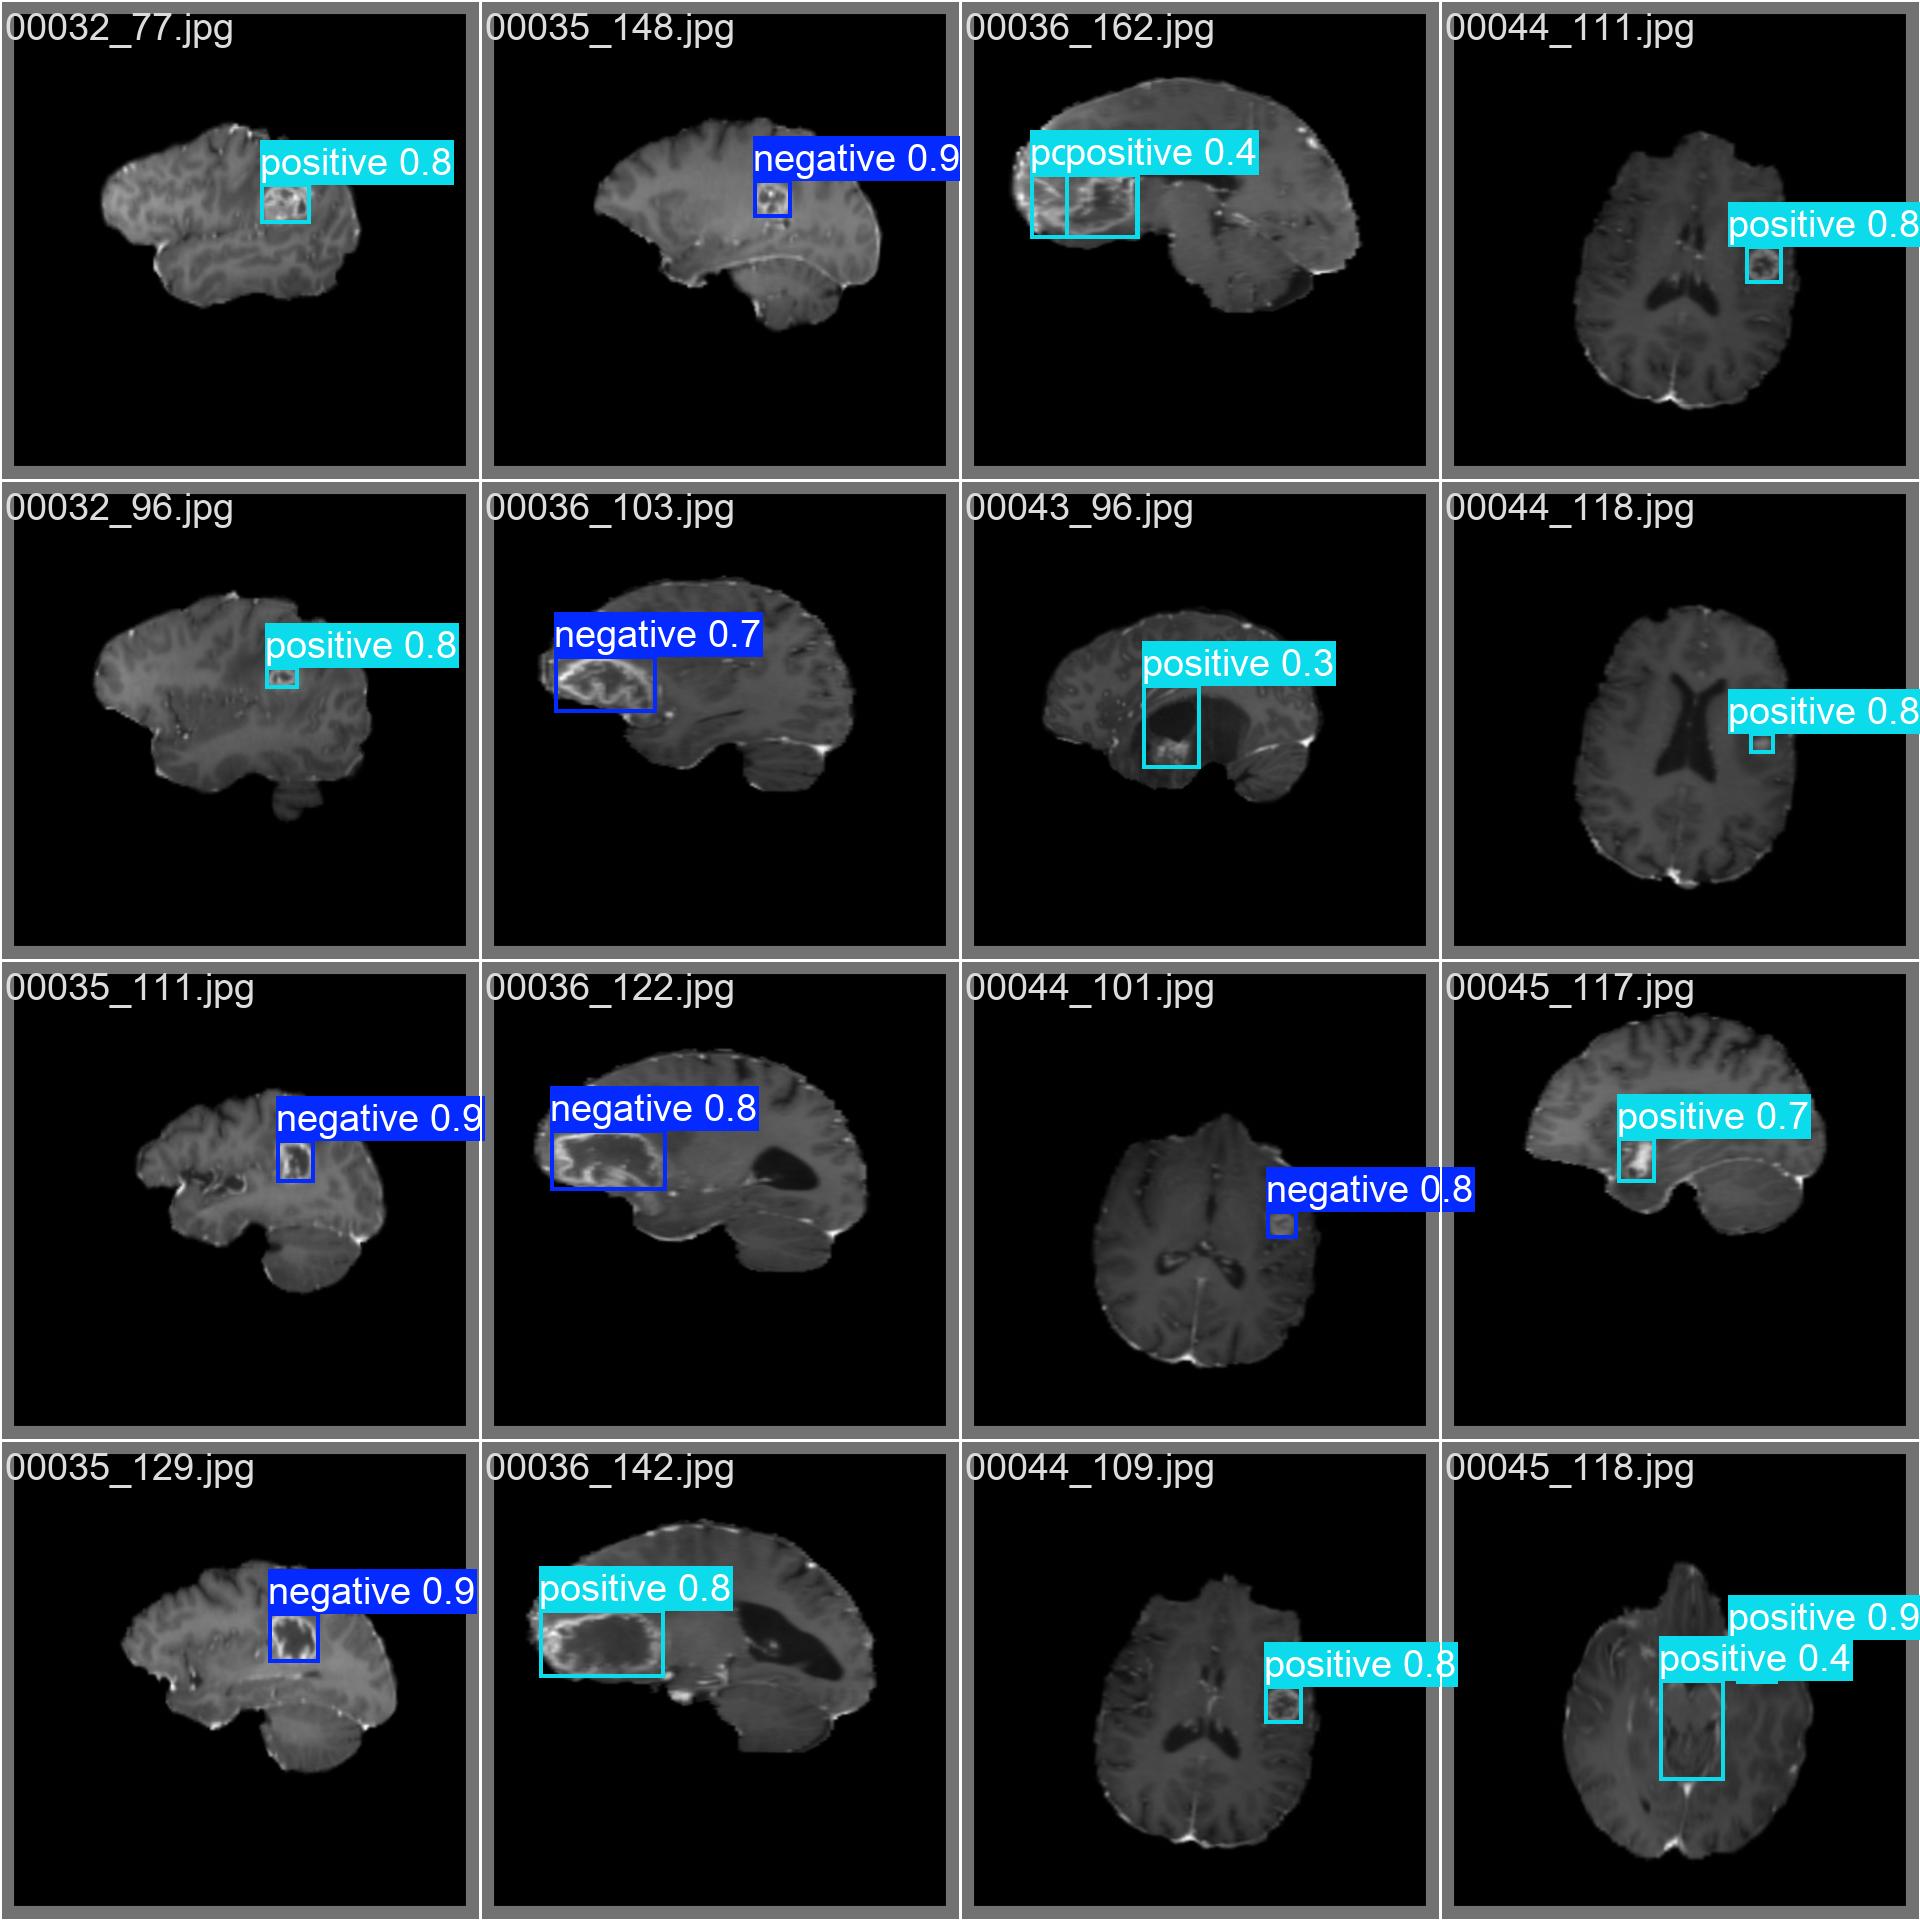 00032_77.jpg
positive 0.8
00035_148.jpg
negative 0.9
00036_162.jpg
positive 0.4
00044_111.jpg
positive 0.8
00032_96.jpg
positive 0.8
00036_103.jpg
negative 0.7
00043_96.jpg
positive 0.3
00044_118.jpg
positive 0.8
00035_111.jpg
negative 0.9
00036_122.jpg
negative 0.8
00044_101.jpg
negative 0.8
00045_117.jpg
positive 0.7
00035_129.jpg
negative 0.9
00036_142.jpg
positive 0.8
00044_109.jpg
positive 0.8
00045_118.jpg
positive 0.9
positive 0.4